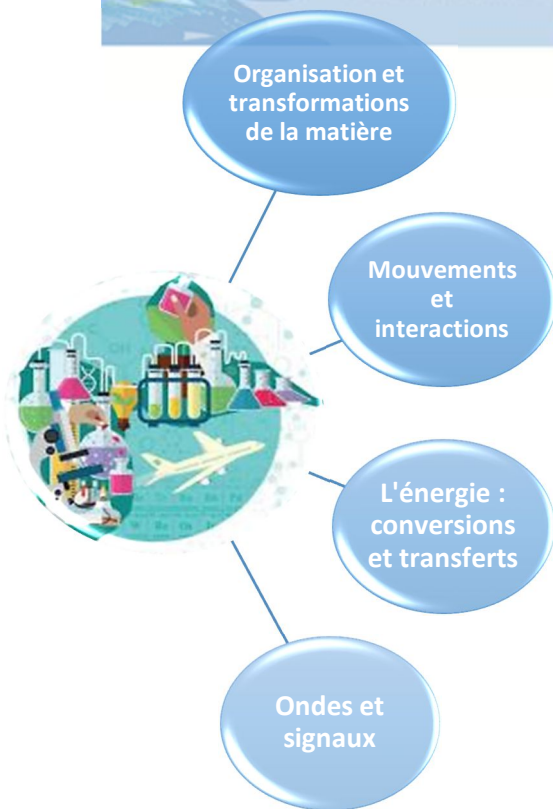 Organisation et
transformations
de la matière
Mouvements
et
interactions
L'énergie :
conversions
et transferts
Ondes et
signaux